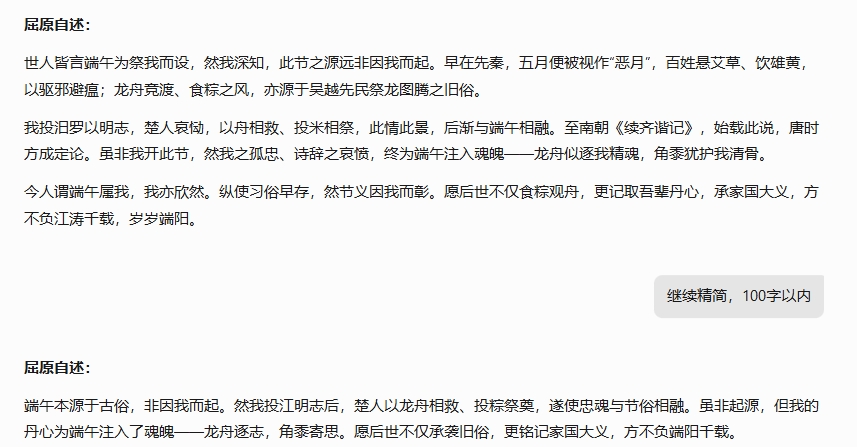 屈原自述：
世人皆言端午为祭我而设，然我深知，此节之源远非因我而起。早在先秦，五月便被视作“恶月”，百姓悬艾草、饮雄黄，
以驱邪避瘟；龙舟竞渡、食粽之风，亦源于吴越先民祭龙图腾之旧俗。
我投汨罗以明志，楚人哀恸，以舟相救、投米相祭，此情此景，后渐与端午相融。至南朝《续齐谐记》，始载此说，唐时
方成定论。虽非我开此节，然我之孤忠、诗辞之哀愤，终为端午注入魂魄——龙舟似逐我精魂，角黍犹护我清骨。
今人谓端午属我，我亦欣然。纵使习俗早存，然节义因我而彰。愿后世不仅食粽观舟，更记取吾辈丹心，承家国大义，方
不负江涛千载，岁岁端阳。
继续精简，100字以内
屈原自述：
端午本源于古俗，非因我而起。然我投江明志后，楚人以龙舟相救、投粽祭奠，遂使忠魂与节俗相融。虽非起源，但我的
丹心为端午注入了魂魄——龙舟逐志，角黍寄思。愿后世不仅承袭旧俗，更铭记家国大义，方不负端阳千载。